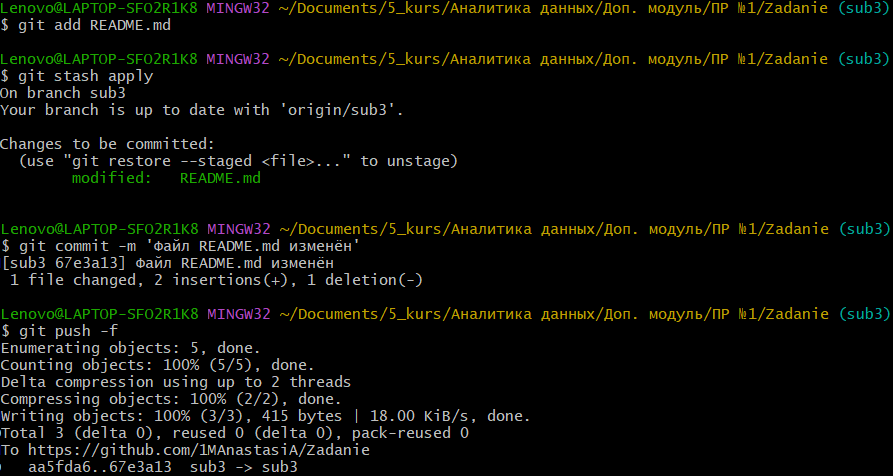 Lenovo@LAPTOP-SFO2R1K8 MINGW32 ~/Documents/5_kurs/Аналитика данных/Доп. модуль/ПР №1/Zadanie (sub3)
$ git add README.md
Lenovo@LAPTOP-SFO2R1K8 MINGW32 ~/Documents/5_kurs/Аналитика данных/Доп. модуль/ПР №1/Zadanie (sub3)
$ git stash apply
On branch sub3
Your branch is up to date with 'origin/sub3'.
Changes to be committed:
  (use "git restore --staged <file>..." to unstage)
        modified:   README.md
Lenovo@LAPTOP-SFO2R1K8 MINGW32 ~/Documents/5_kurs/Аналитика данных/Доп. модуль/ПР №1/Zadanie (sub3)
$ git commit -m 'Файл README.md изменён'
[sub3 67e3a13] Файл README.md изменён
 1 file changed, 2 insertions(+), 1 deletion(-)
Lenovo@LAPTOP-SFO2R1K8 MINGW32 ~/Documents/5_kurs/Аналитика данных/Доп. модуль/ПР №1/Zadanie (sub3)
$ git push -f
Enumerating objects: 5, done.
Counting objects: 100% (5/5), done.
Delta compression using up to 2 threads
Compressing objects: 100% (2/2), done.
Writing objects: 100% (3/3), 415 bytes | 18.00 KiB/s, done.
Total 3 (delta 0), reused 0 (delta 0), pack-reused 0
To https://github.com/1MAnastasiA/Zadanie
   aa5fda6..67e3a13  sub3 -> sub3